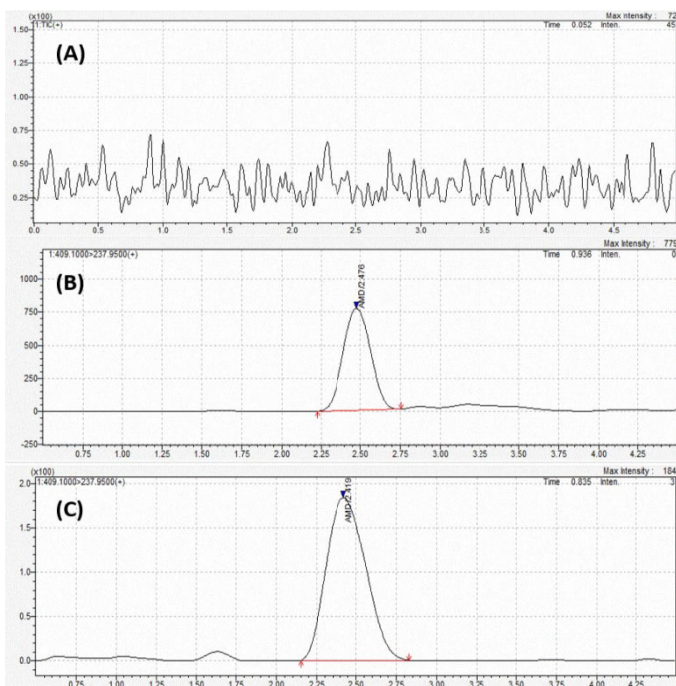 (x100) Max Intensity : 72
1:TIC(+) Time 0.052 Inten. 45
1.50
(A)
1.25
1.00
0.75
0.50
0.25
0.0 0.5 1.0 1.5 2.0 2.5 3.0 3.5 4.0 4.5 5.0
Max Intensity : 779
1:409.1000>237.9500(+) Time 0.936 Inten. 0
AMD/2.476
(B)
1000
750
500
250
0
-250
0.75 1.00 1.25 1.50 1.75 2.00 2.25 2.50 2.75 3.00 3.25 3.50 3.75 4.00 4.25 4.50
(x100) Max Intensity : 184
1:409.1000>237.9500(+) Time 0.835 Inten. 3
2.0
AMD/2.419
(C)
1.5
1.0
0.5
0.0
0.75 1.00 1.25 1.50 1.75 2.00 2.25 2.50 2.75 3.00 3.25 3.50 3.75 4.00 4.25 4.50